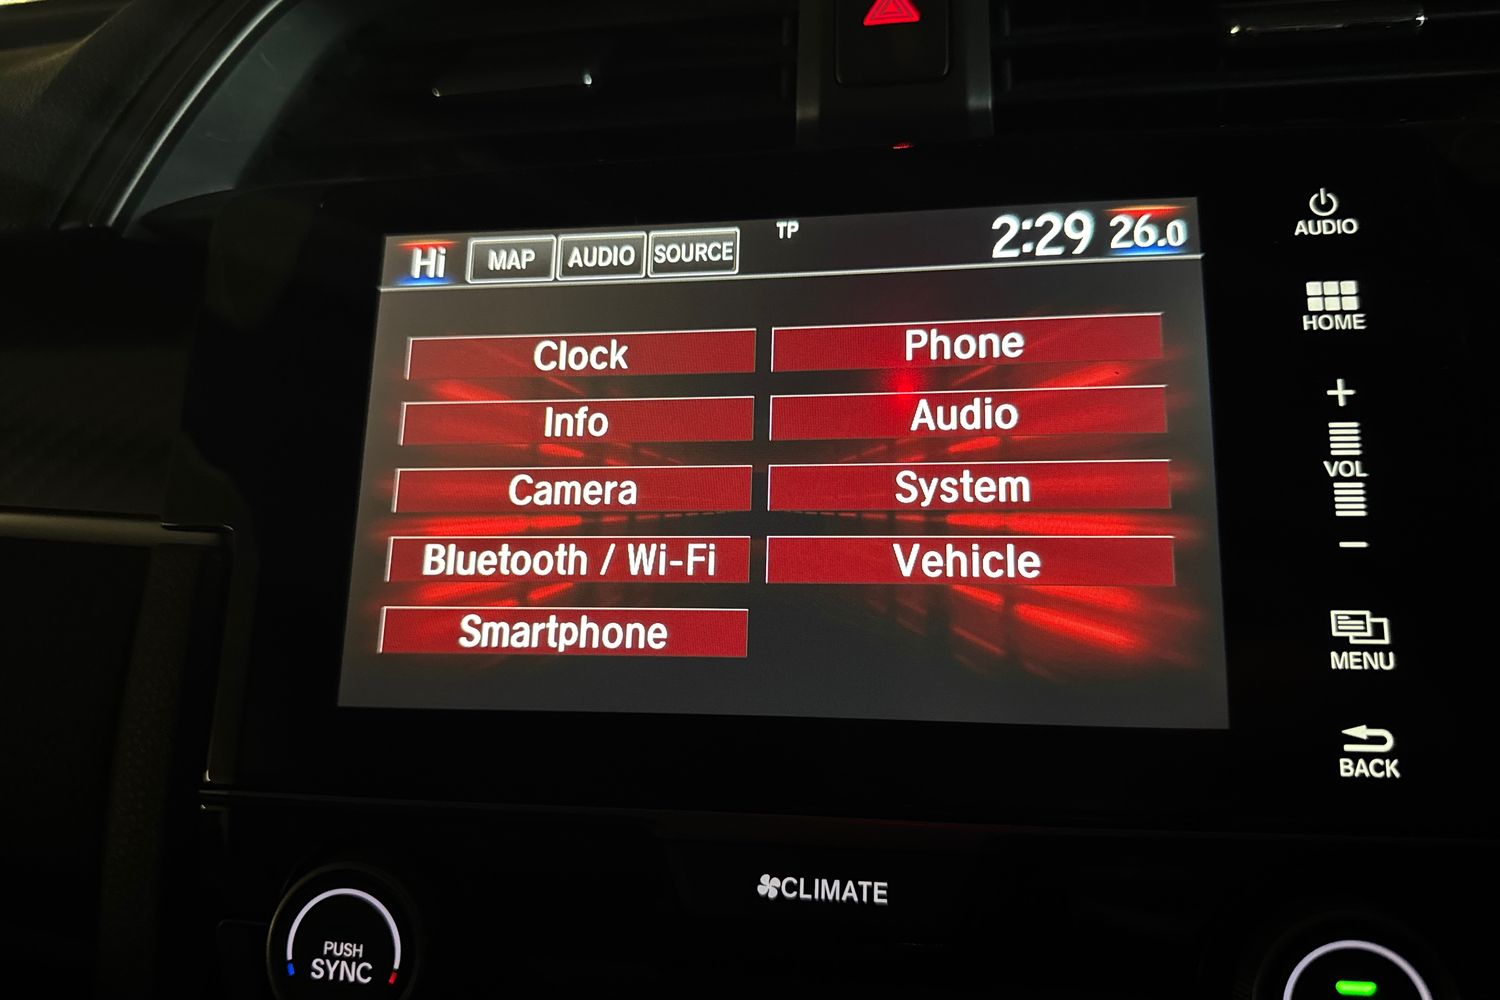 Hi MAP AUDIO SOURCE TP 2:29 26.0
Clock
Phone
Info
Audio
Camera
System
Bluetooth / Wi-Fi
Vehicle
Smartphone
AUDIO
HOME
+
VOL
–
MENU
BACK
CLIMATE
PUSH
SYNC